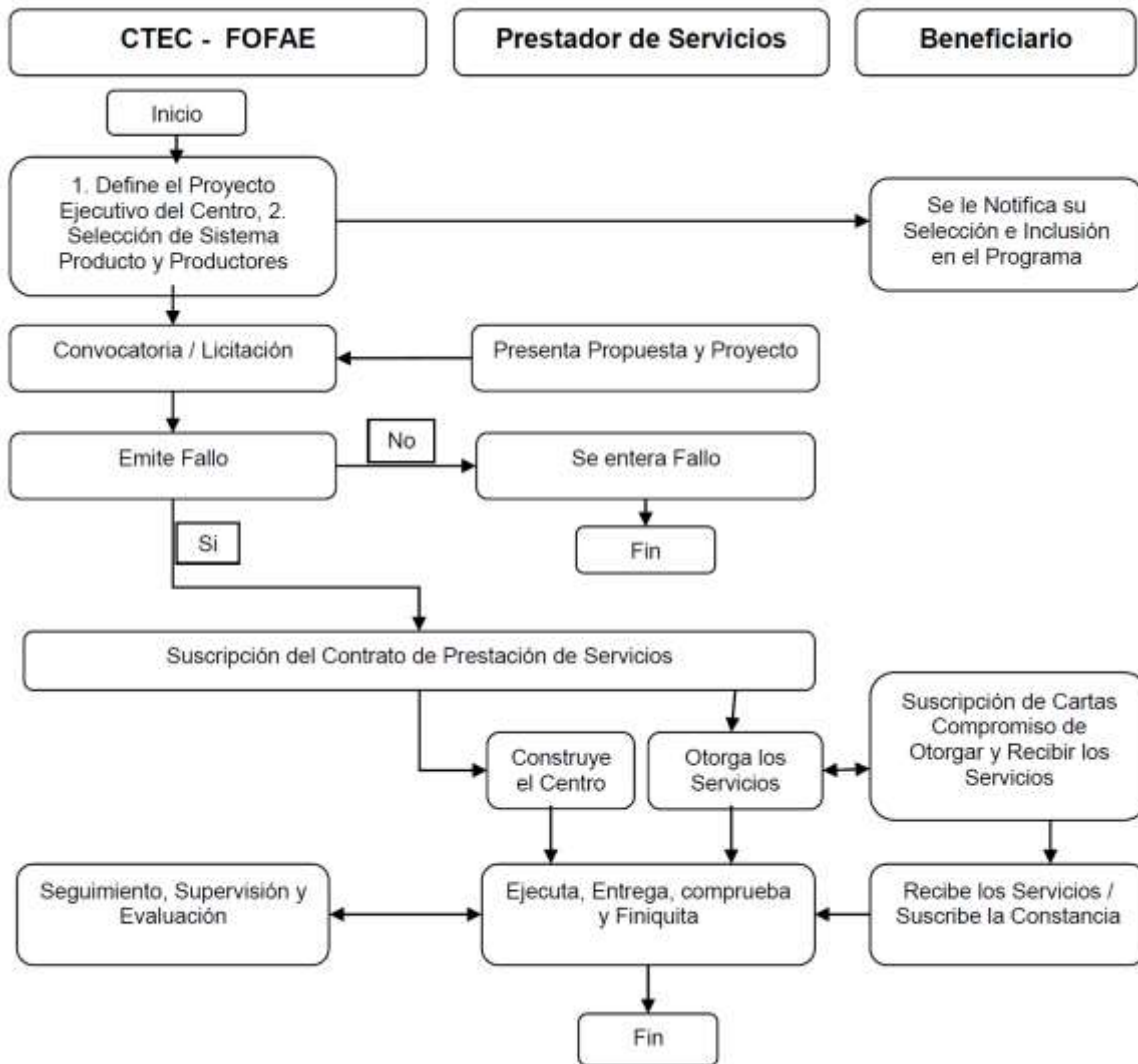 CTEC - FOFAE
Prestador de Servicios
Beneficiario
Inicio
1. Define el Proyecto
Ejecutivo del Centro, 2.
Selección de Sistema
Producto y Productores
Se le Notifica su
Selección e Inclusión
en el Programa
Convocatoria / Licitación
Presenta Propuesta y Proyecto
Emite Fallo
No
Se entera Fallo
Si
Fin
Suscripción del Contrato de Prestación de Servicios
Suscripción de Cartas
Compromiso de
Otorgar y Recibir los
Servicios
Construye
el Centro
Otorga los
Servicios
Seguimiento, Supervisión y
Evaluación
Ejecuta, Entrega, comprueba
y Finiquita
Recibe los Servicios /
Suscribe la Constancia
Fin